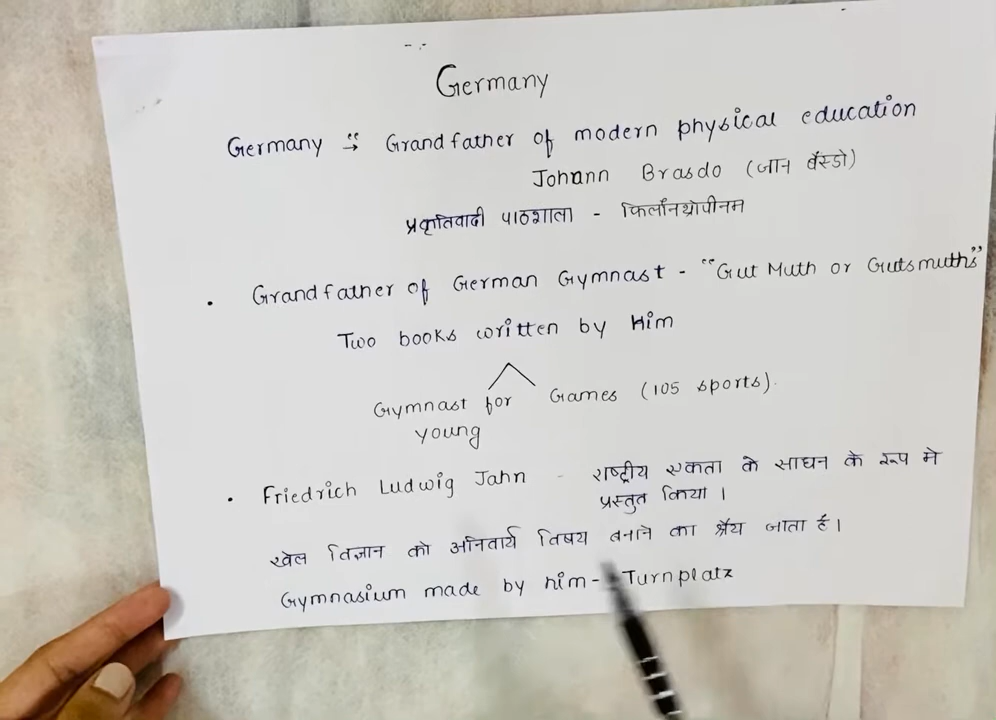 Germany
Germany :→ Grandfather of modern physical education
Johann Brasdo (जान बॅस्डो)
प्रकृतिवादी पाठशाला - फिलॉनथ्रोपीनम
• Grandfather of German Gymnast - "Gut Muth or Gutsmuths"
Two books written by Him
Gymnast for young
Games (105 sports).
• Friedrich Ludwig Jahn - राष्ट्रीय एकता के साधन के रूप मे
प्रस्तुत किया ।
खेल विज्ञान को अनिवार्य विषय बनाने का श्रेय जाता है।
Gymnasium made by him - Turnplatz